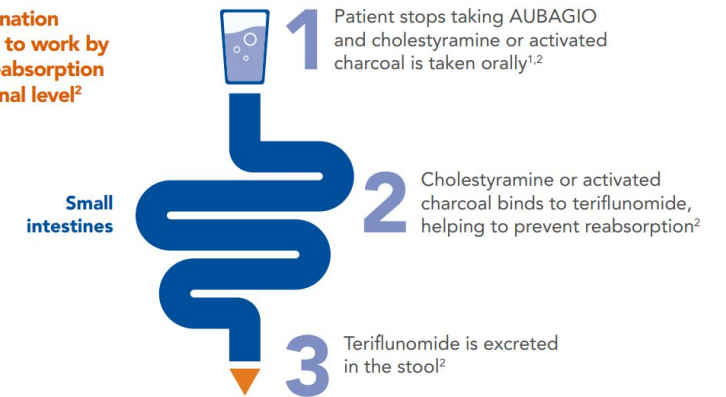 nation
to work by
absorption
nal level²
1
Patient stops taking AUBAGIO
and cholestyramine or activated
charcoal is taken orally¹,²
Small
intestines
2
Cholestyramine or activated
charcoal binds to teriflunomide,
helping to prevent reabsorption²
3
Teriflunomide is excreted
in the stool²